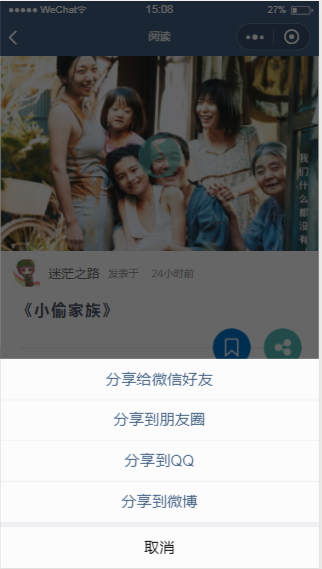 WeChat 15:08 27%
阅读
我们什么都没有
迷茫之路 发表于 24小时前
《小偷家族》
分享给微信好友
分享到朋友圈
分享到QQ
分享到微博
取消